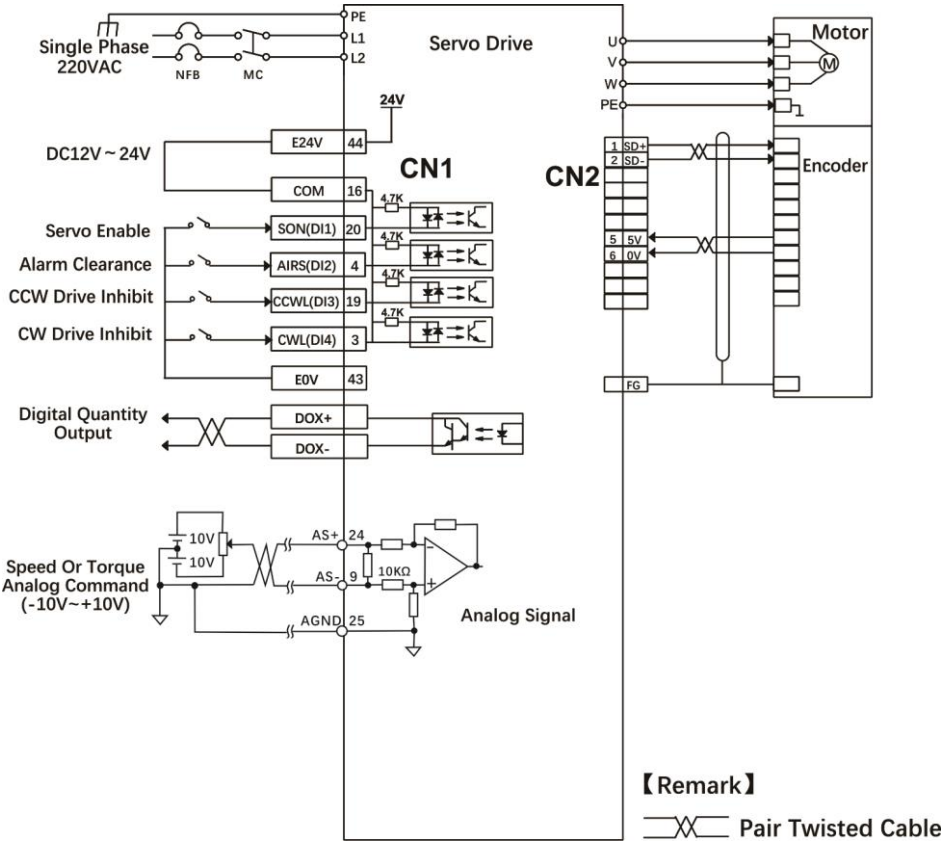 PE
L1
L2
Single Phase
220VAC
NFB
MC
Servo Drive
U
V
W
PE
Motor
M
24V
E24V 44
DC12V~24V
CN1
COM 16
4.7K
Servo Enable
SON(DI1) 20
4.7K
Alarm Clearance
AIRS(DI2) 4
4.7K
CCW Drive Inhibit
CCWL(DI3) 19
4.7K
CW Drive Inhibit
CWL(DI4) 3
E0V 43
CN2
1 SD+
2 SD-
Encoder
5 5V
6 0V
FG
Digital Quantity
Output
DOX+
DOX-
10V
10V
Speed Or Torque
Analog Command
(-10V~+10V)
AS+ 24
AS- 9
10KΩ
AGND 25
−
+
Analog Signal
【Remark】
Pair Twisted Cable